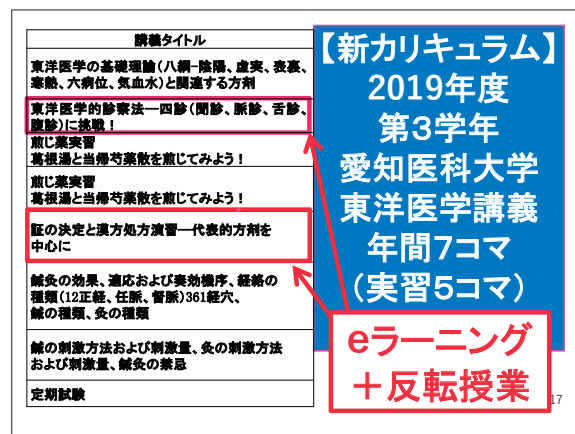 講義タイトル
東洋医学の基礎理論(八綱-陰陽、虚実、表裏、
寒熱、六病位、気血水)と関連する方剤
東洋医学的診察法―四診(聞診、脈診、舌診、
腹診)に挑戦！
煎じ薬実習
葛根湯と当帰芍薬散を煎じてみよう！
煎じ薬実習
葛根湯と当帰芍薬散を煎じてみよう！
証の決定と漢方処方演習―代表的方剤を
中心に
鍼灸の効果、適応および奏効機序、経絡の
種類(12正経、任脈、督脈)361経穴、
鍼の種類、灸の種類
鍼の刺激方法および刺激量、灸の刺激方法
および刺激量、鍼灸の禁忌
定期試験
【新カリキュラム】
2019年度
第3学年
愛知医科大学
東洋医学講義
年間7コマ
(実習5コマ)
eラーニング
＋反転授業
17